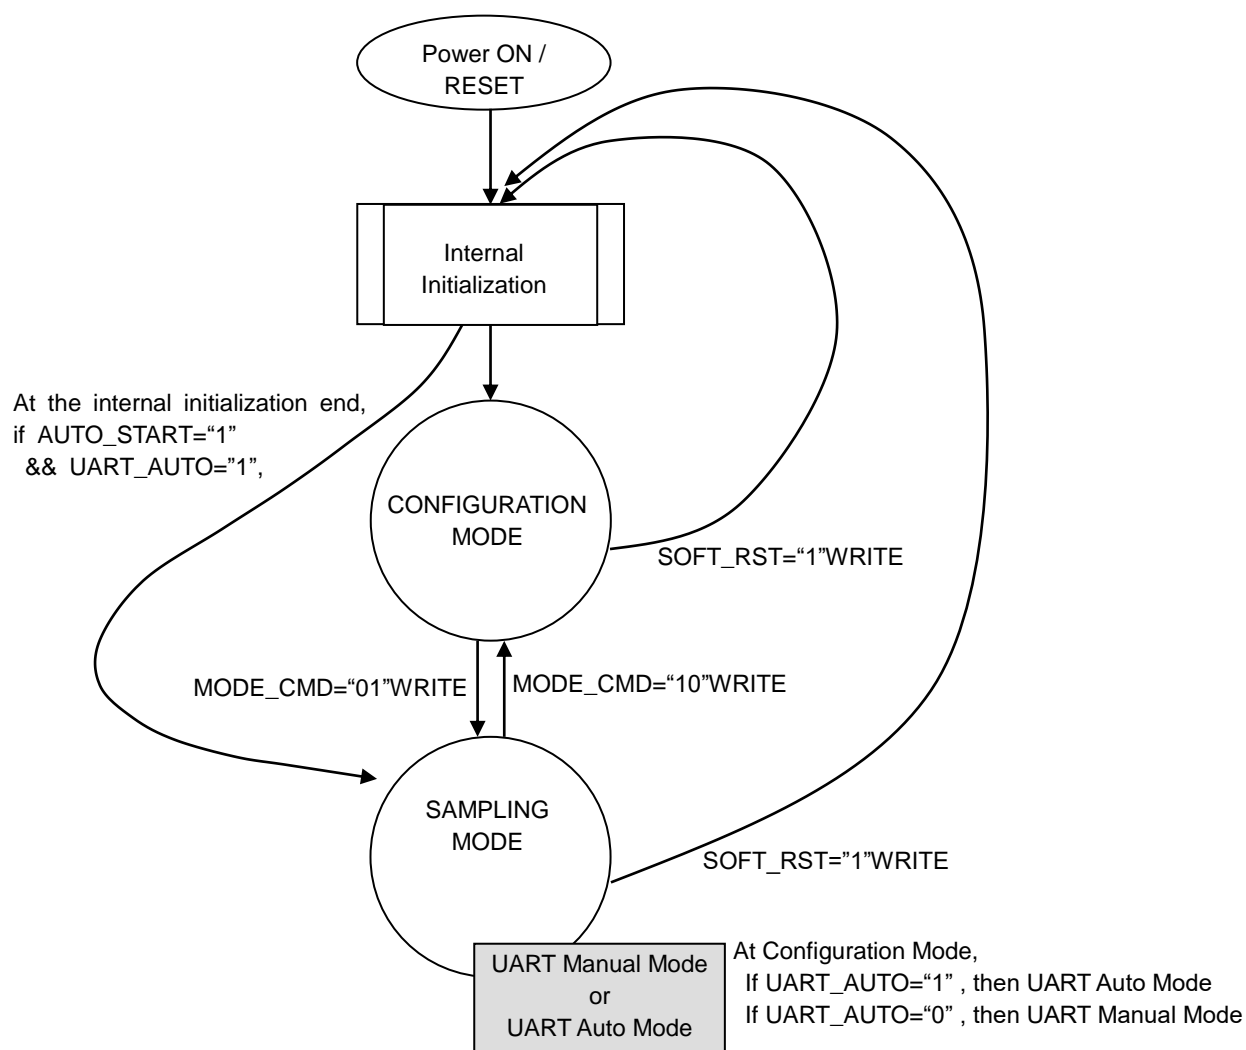 Power ON /
RESET
Internal
Initialization
At the internal initialization end,
if AUTO_START=“1”
&& UART_AUTO=”1”,
CONFIGURATION
MODE
SOFT_RST=“1”WRITE
MODE_CMD=“01”WRITE
MODE_CMD=“10”WRITE
SAMPLING
MODE
SOFT_RST=”1”WRITE
UART Manual Mode
or
UART Auto Mode
At Configuration Mode,
If UART_AUTO=“1” , then UART Auto Mode
If UART_AUTO=“0” , then UART Manual Mode